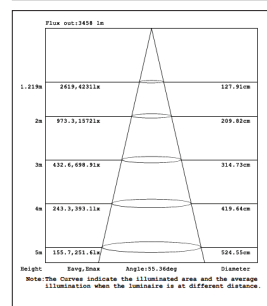 Flux out:3458 lm
1.219m 2619,4231lx 127.91cm
2m 973.3,1572lx 209.82cm
3m 432.6,698.9lx 314.73cm
4m 243.3,393.1lx 419.64cm
5m 155.7,251.6lx 524.55cm
Height Eavg,Emax Angle:55.36deg Diameter
Note:The Curves indicate the illuminated area and the average
illumination when the luminaire is at different distance.